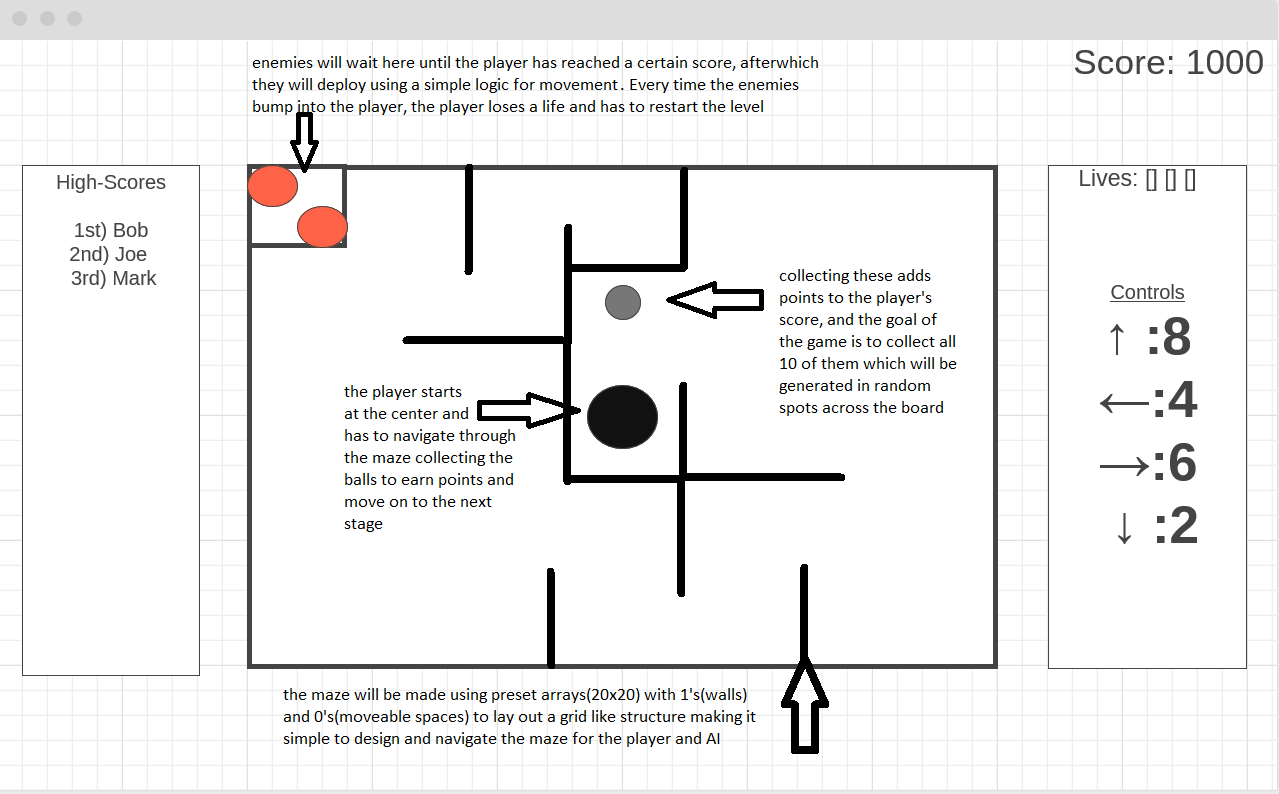 enemies will wait here until the player has reached a certain score, afterwhich
they will deploy using a simple logic for movement. Every time the enemies
bump into the player, the player loses a life and has to restart the level
Score: 1000
High-Scores
1st) Bob
2nd) Joe
3rd) Mark
collecting these adds
points to the player's
score, and the goal of
the game is to collect all
10 of them which will be
generated in random
spots across the board
the player starts
at the center and
has to navigate through
the maze collecting the
balls to earn points and
move on to the next
stage
Lives: [] [] []
Controls
↑ :8
←:4
→:6
↓ :2
the maze will be made using preset arrays(20x20) with 1's(walls)
and 0's(moveable spaces) to lay out a grid like structure making it
simple to design and navigate the maze for the player and AI